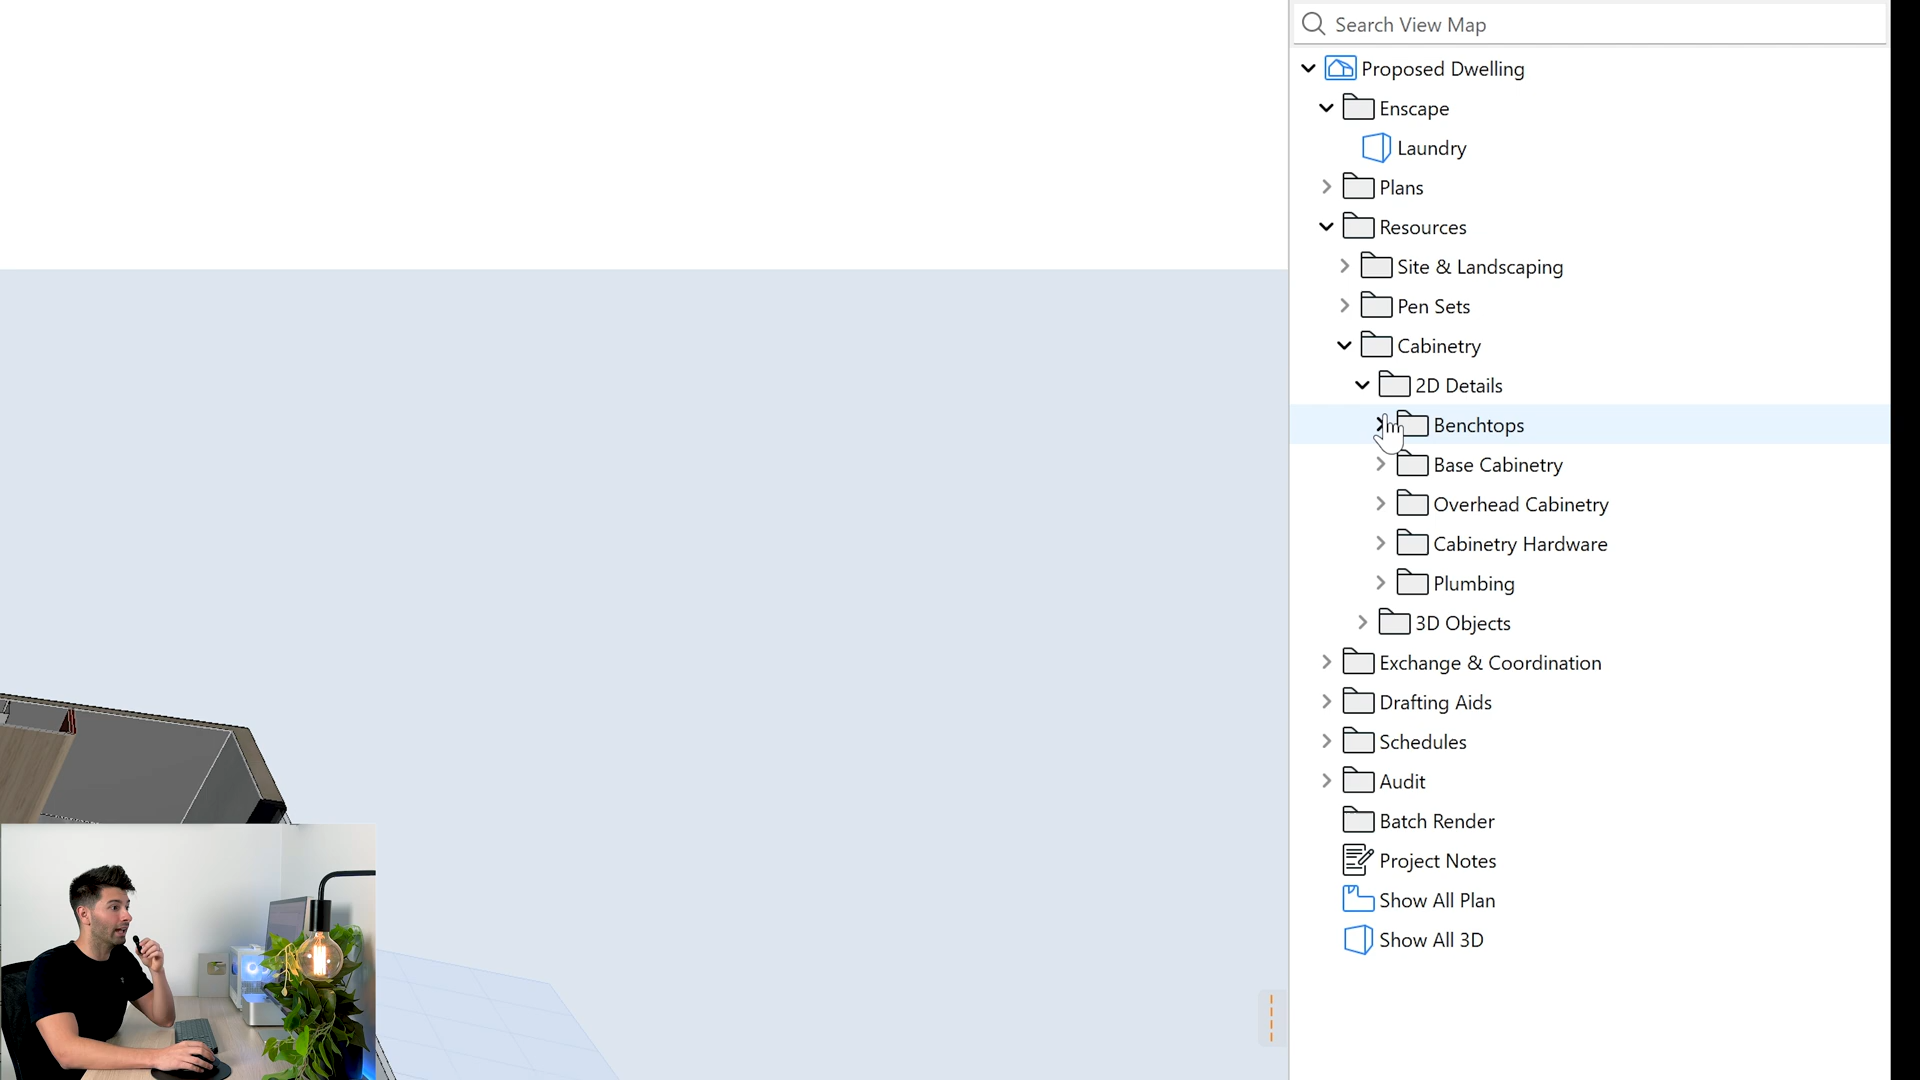 Search View Map
Proposed Dwelling
Enscape
Laundry
Plans
Resources
Site & Landscaping
Pen Sets
Cabinetry
2D Details
Benchtops
Base Cabinetry
Overhead Cabinetry
Cabinetry Hardware
Plumbing
3D Objects
Exchange & Coordination
Drafting Aids
Schedules
Audit
Batch Render
Project Notes
Show All Plan
Show All 3D